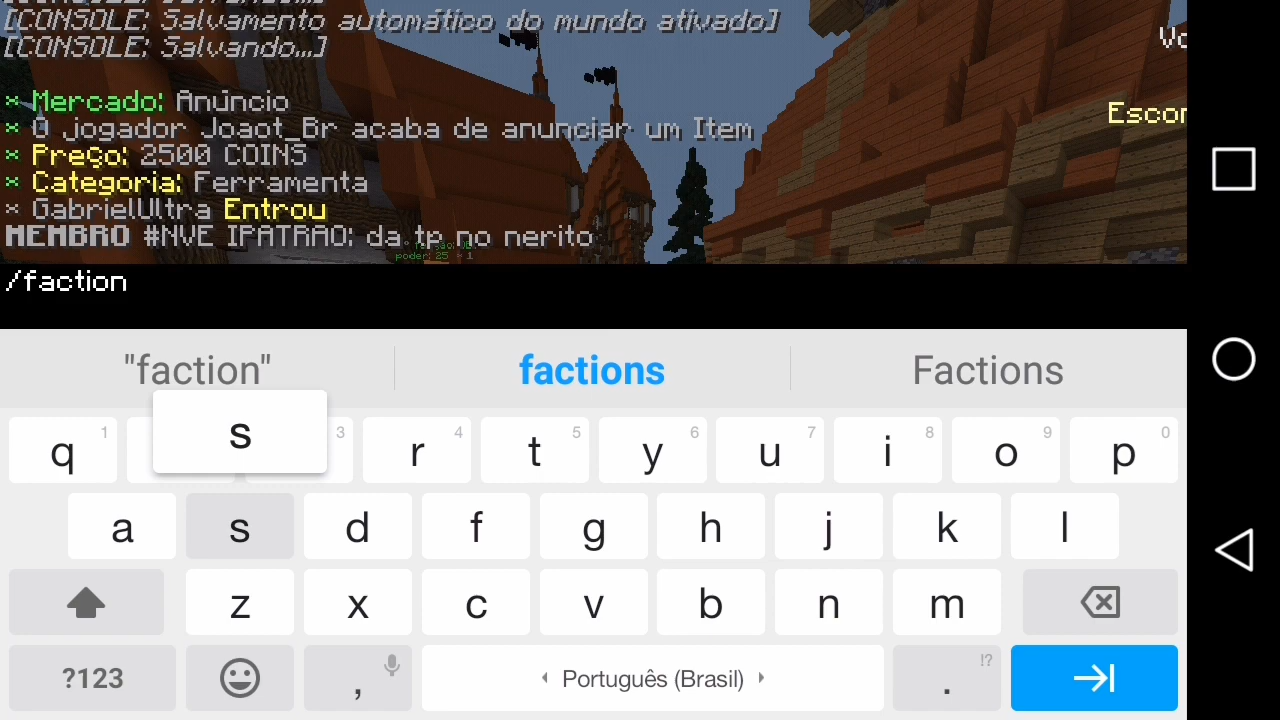 [CONSOLE: Salvamento automático do mundo ativado]
[CONSOLE: Salvando...]
Vo
× Mercado: Anúncio
Escor
× O jogador Joaot_Br acaba de anunciar um Item
× Preço: 2500 COINS
× Categoria: Ferramenta
× GabrielUltra Entrou
MEMBRO #NVE IPATRAO: da tp no nerito
poder: 25
/faction
"faction" factions Factions
s
q 1 3 r 4 t 5 y 6 u 7 i 8 o 9 p 0
a s d f g h j k l
z x c v b n m
?123 , Português (Brasil) . !?